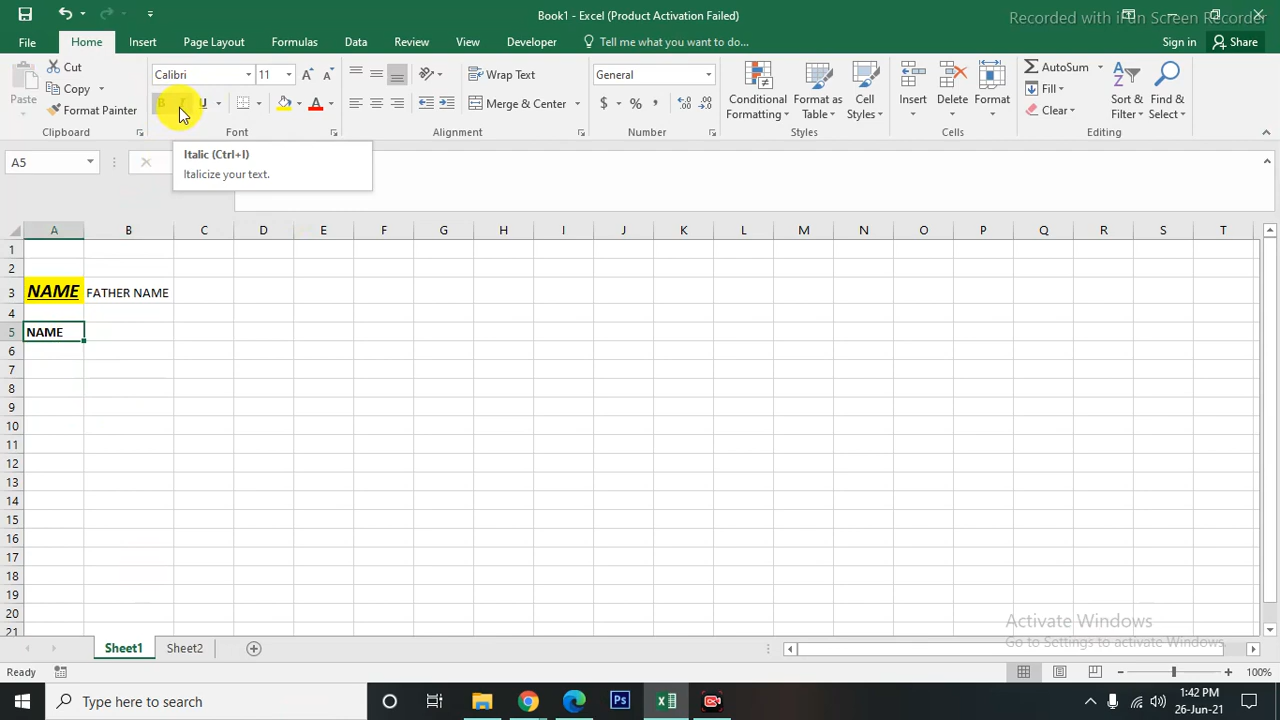 Book1 - Excel (Product Activation Failed)
Recorded with iron Screen Recorder
File Home Insert Page Layout Formulas Data Review View Developer Tell me what you want to do... Sign in Share
Cut
Copy
Format Painter
Paste
Clipboard
Calibri 11
B I U A
Font
Wrap Text
Merge & Center
Alignment
General
$ % ,
Number
Conditional Formatting
Format as Table
Cell Styles
Styles
Insert Delete Format
Cells
AutoSum
Fill
Clear
Sort & Filter
Find & Select
Editing
A5
Italic (Ctrl+I)
Italicize your text.
A B C D E F G H I J K L M N O P Q R S T
1
2
3 NAME FATHER NAME
4
5 NAME
6
7
8
9
10
11
12
13
14
15
16
17
18
19
20
21
Activate Windows
Go to Settings to activate Windows.
Sheet1 Sheet2
Ready 100%
Type here to search
Ps
1:42 PM
26-Jun-21